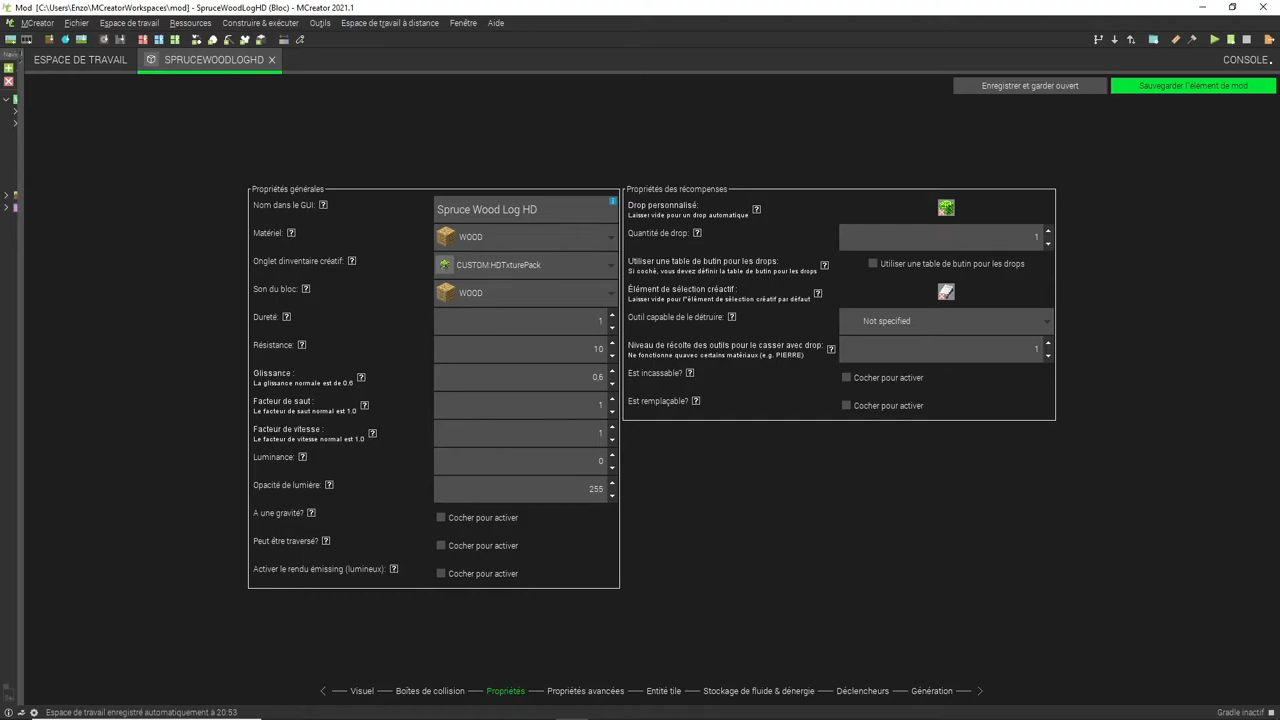 Mod [C:\Users\Enzo\MCreatorWorkspaces\mod] - SpruceWoodLogHD (Bloc) - MCreator 2021.1
MCreator Fichier Espace de travail Ressources Construire & exécuter Outils Espace de travail à distance Fenêtre Aide
ESPACE DE TRAVAIL SPRUCEWOODLOGHD CONSOLE
Enregistrer et garder ouvert Sauvegarder l'élément de mod
Propriétés générales
Nom dans le GUI: ? Spruce Wood Log HD
Matériel: ? WOOD
Onglet dinventaire créatif: ? CUSTOM:HDTxturePack
Son du bloc: ? WOOD
Dureté: ? 1
Résistance: ? 10
Glissance : ? 0,6
La glissance normale est de 0.6
Facteur de saut : ? 1
Le facteur de saut normal est 1.0
Facteur de vitesse : ? 1
Le facteur de vitesse normal est 1.0
Luminance: ? 0
Opacité de lumière: ? 255
A une gravité? ? Cocher pour activer
Peut être traversé? ? Cocher pour activer
Activer le rendu émissing (lumineux): ? Cocher pour activer
Propriétés des récompenses
Drop personnalisé: ?
Laisser vide pour un drop automatique
Quantité de drop: ? 1
Utiliser une table de butin pour les drops: ? Utiliser une table de butin pour les drops
Si coché, vous devez définir la table de butin pour les drops
Élément de sélection créactif : ?
Laisser vide pour l"élément de sélection créatif par défaut
Outil capable de le détruire: ? Not specified
Niveau de récolte des outils pour le casser avec drop: ? 1
Ne fonctionne quavec certains matériaux (e.g. PIERRE)
Est incassable? ? Cocher pour activer
Est remplaçable? ? Cocher pour activer
Visuel Boîtes de collision Propriétés Propriétés avancées Entité tile Stockage de fluide & dénergie Déclencheurs Génération
Espace de travail enregistré automatiquement à 20:53 Gradle inactif